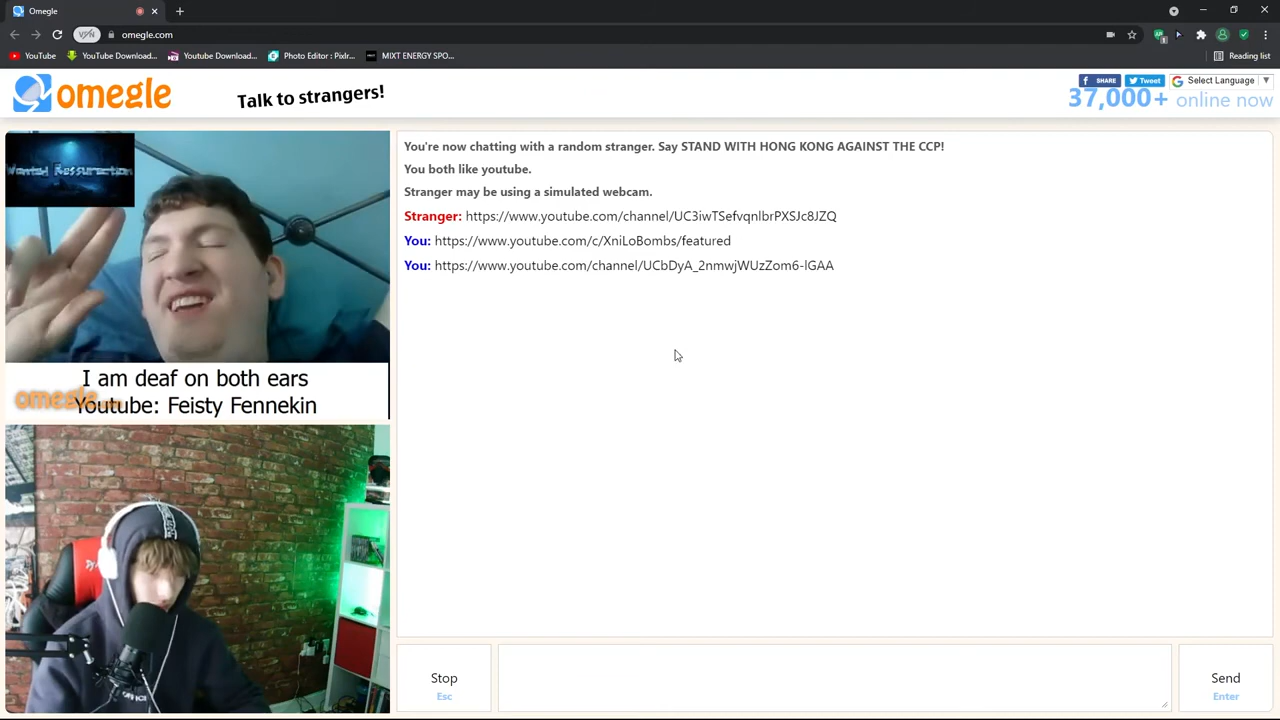 Omegle
omegle.com
YouTube
YouTube Download...
Youtube Download...
Photo Editor : Pixlr...
MIXT ENERGY SPO...
Reading list
omegle
Talk to strangers!
SHARE
Tweet
Select Language
37,000+ online now
Wanted Ressurection
I am deaf on both ears
Youtube: Feisty Fennekin
omegle
You're now chatting with a random stranger. Say STAND WITH HONG KONG AGAINST THE CCP!
You both like youtube.
Stranger may be using a simulated webcam.
Stranger: https://www.youtube.com/channel/UC3iwTSefvqnlbrPXSJc8JZQ
You: https://www.youtube.com/c/XniLoBombs/featured
You: https://www.youtube.com/channel/UCbDyA_2nmwjWUzZom6-lGAA
Stop
Esc
Send
Enter